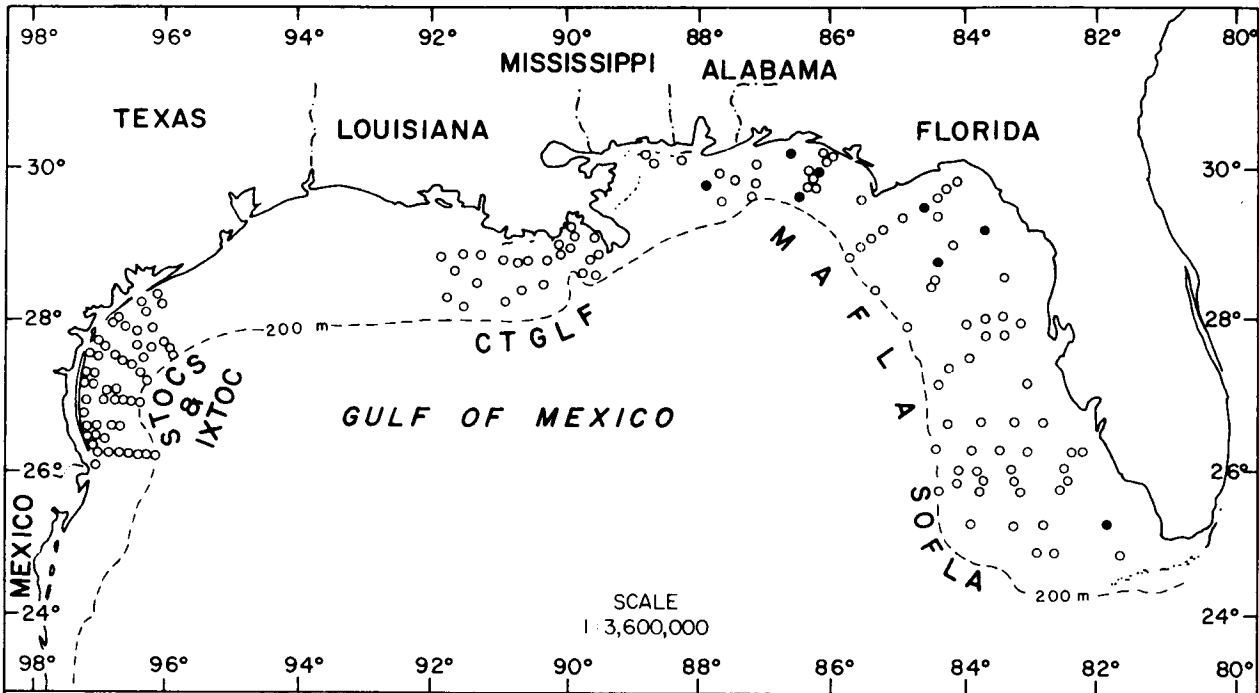 98° 96° 94° 92° 90° 88° 86° 84° 82° 80°
MISSISSIPPI ALABAMA
TEXAS LOUISIANA FLORIDA
30° 30°
MAFLA
28° 28°
200 m
CTGLF
STOCS
&
IXTOC
GULF OF MEXICO
26° 26°
MEXICO
SOFLA
200 m
SCALE
1:3,600,000
24° 24°
98° 96° 94° 92° 90° 88° 86° 84° 82° 80°